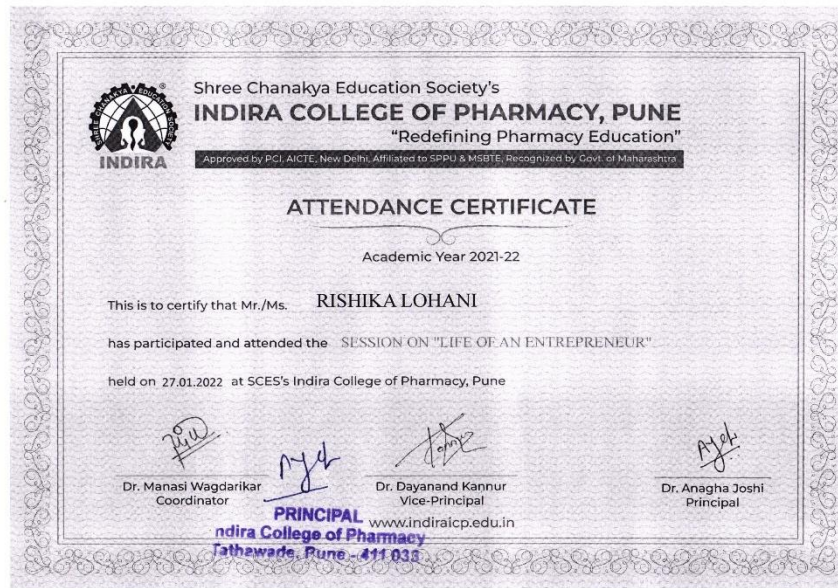 SHREE CHANAKYA EDUCATION SOCIETY
®
INDIRA
Shree Chanakya Education Society's
INDIRA COLLEGE OF PHARMACY, PUNE
"Redefining Pharmacy Education"
Approved by PCI, AICTE, New Delhi, Affiliated to SPPU & MSBTE, Recognized by Govt. of Maharashtra
ATTENDANCE CERTIFICATE
Academic Year 2021-22
This is to certify that Mr./Ms. RISHIKA LOHANI
has participated and attended the SESSION ON "LIFE OF AN ENTREPRENEUR"
held on 27.01.2022 at SCES's Indira College of Pharmacy, Pune
Dr. Manasi Wagdarikar
Coordinator
Dr. Dayanand Kannur
Vice-Principal
Dr. Anagha Joshi
Principal
PRINCIPAL
www.indiraicp.edu.in
ndira College of Pharmacy
Tathawade, Pune - 411 033